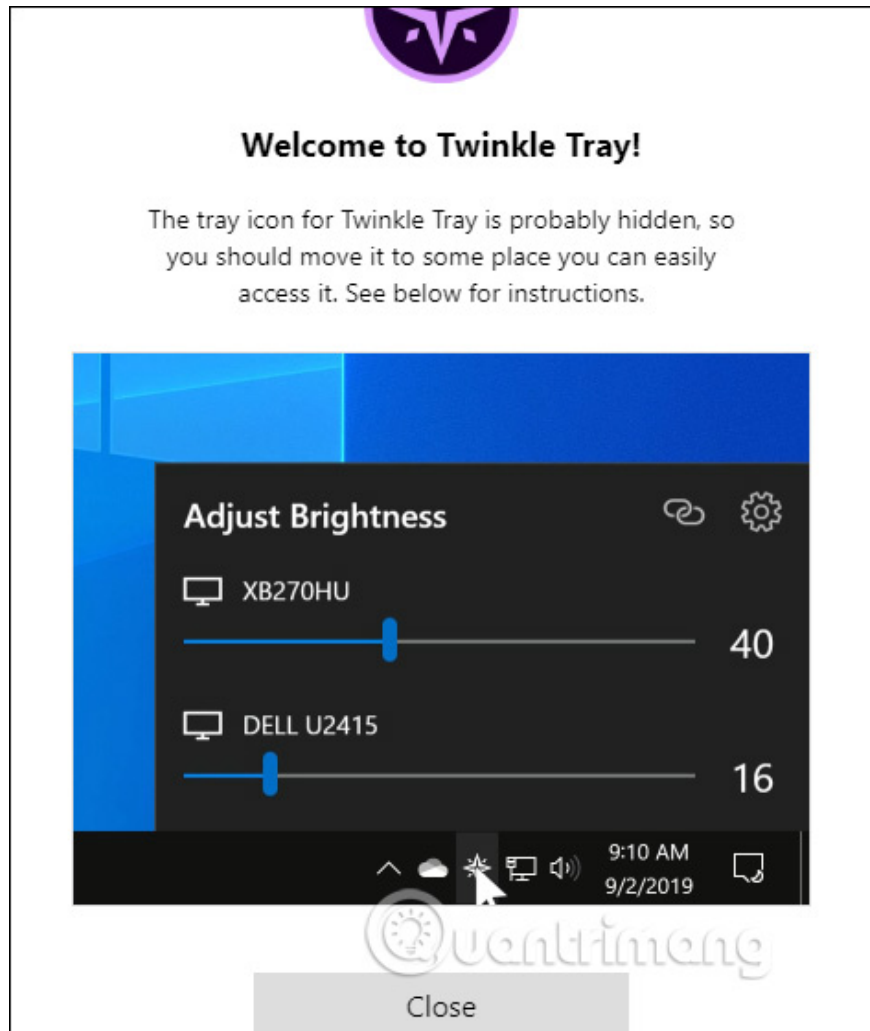 Welcome to Twinkle Tray!
The tray icon for Twinkle Tray is probably hidden, so
you should move it to some place you can easily
access it. See below for instructions.
Adjust Brightness
XB270HU
40
DELL U2415
16
9:10 AM
9/2/2019
Quantrimang
Close